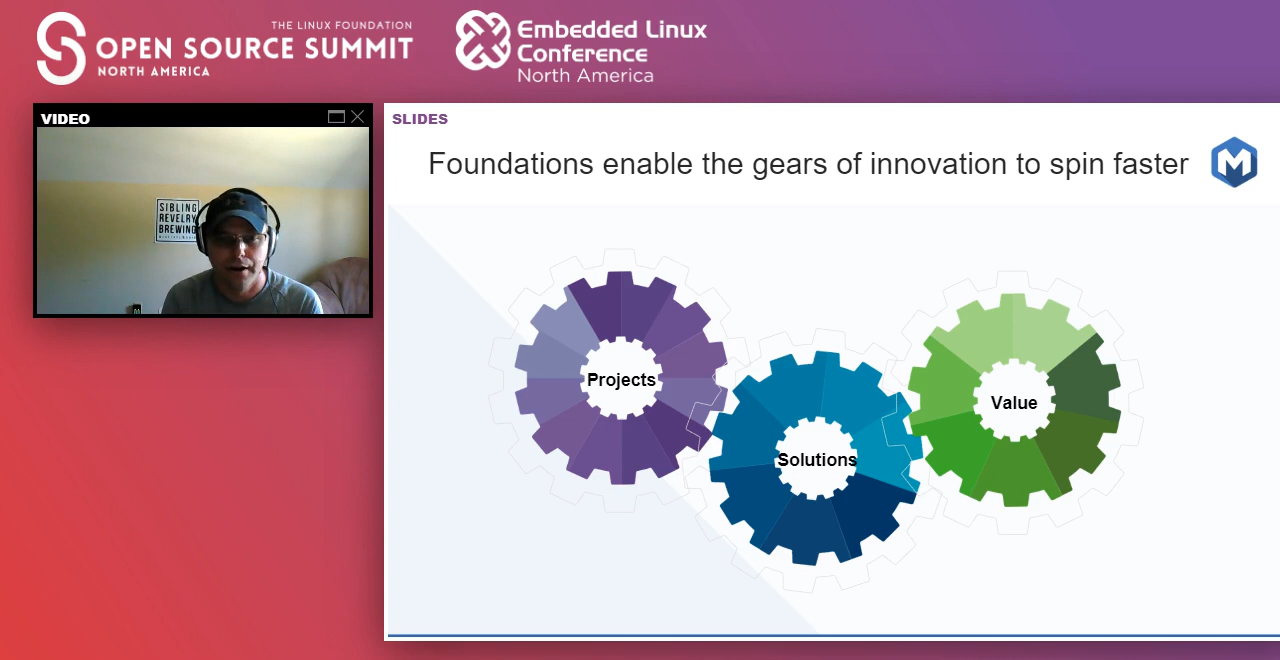 THE LINUX FOUNDATION
OPEN SOURCE SUMMIT
NORTH AMERICA
Embedded Linux
Conference
North America
VIDEO
SIBLING
REVELRY
BREWING
SLIDES
Foundations enable the gears of innovation to spin faster
M
Projects
Solutions
Value